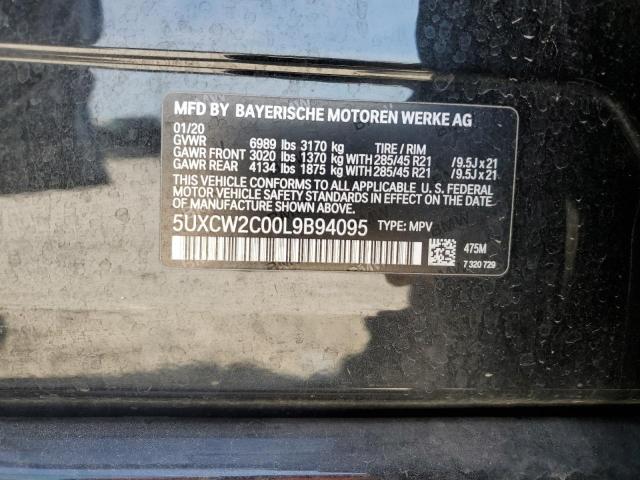 MFD BY BAYERISCHE MOTOREN WERKE AG
01/20
GVWR 6989 lbs 3170 kg TIRE / RIM
GAWR FRONT 3020 lbs 1370 kg WITH 285/45 R21 /9.5J x 21
GAWR REAR 4134 lbs 1875 kg WITH 285/45 R21 /9.5J x 21
THIS VEHICLE CONFORMS TO ALL APPLICABLE U. S. FEDERAL
MOTOR VEHICLE SAFETY STANDARDS IN EFFECT ON THE DATE
OF MANUFACTURE SHOWN ABOVE.
5UXCW2C00L9B94095 TYPE: MPV
475M
7 320 729